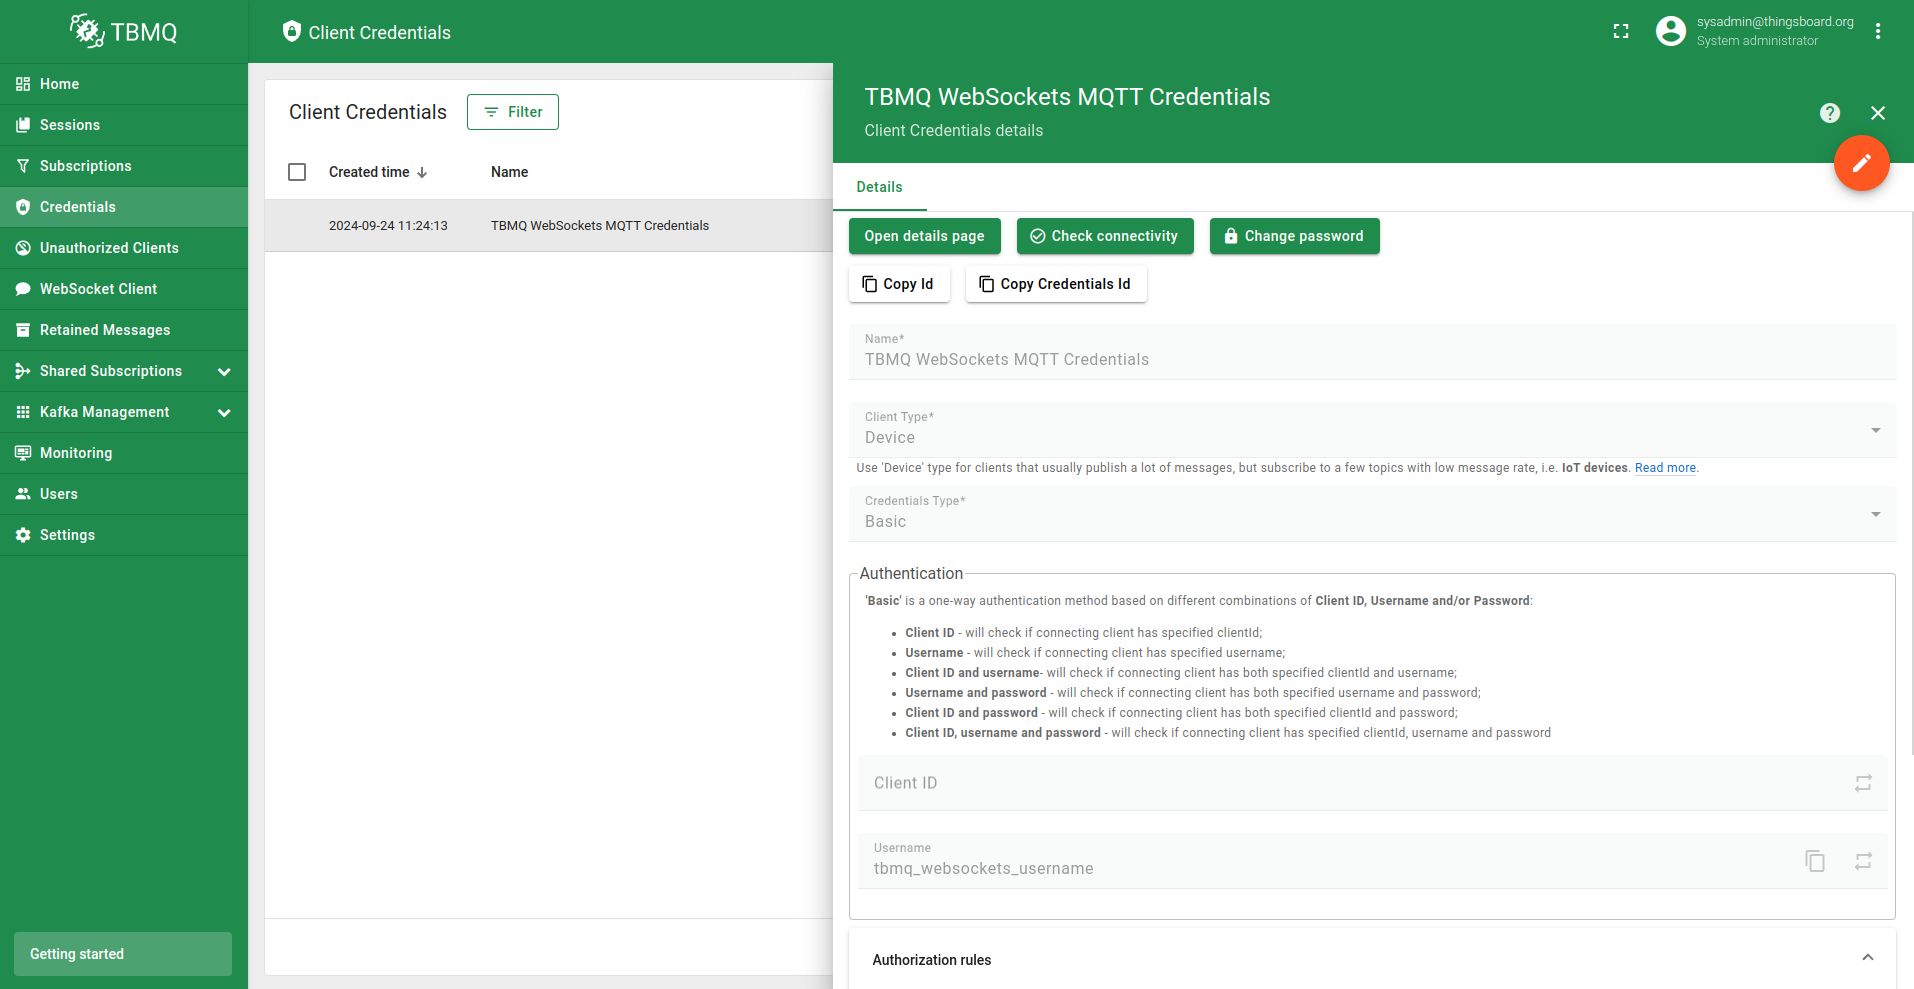 TBMQ
Client Credentials
sysadmin@thingsboard.org
System administrator
Home
Sessions
Subscriptions
Credentials
Unauthorized Clients
WebSocket Client
Retained Messages
Shared Subscriptions
Kafka Management
Monitoring
Users
Settings
Getting started
Client Credentials
Filter
Created time
Name
2024-09-24 11:24:13
TBMQ WebSockets MQTT Credentials
TBMQ WebSockets MQTT Credentials
Client Credentials details
Details
Open details page
Check connectivity
Change password
Copy Id
Copy Credentials Id
Name*
TBMQ WebSockets MQTT Credentials
Client Type*
Device
Use 'Device' type for clients that usually publish a lot of messages, but subscribe to a few topics with low message rate, i.e. IoT devices. Read more.
Credentials Type*
Basic
Authentication
'Basic' is a one-way authentication method based on different combinations of Client ID, Username and/or Password:
• Client ID - will check if connecting client has specified clientId;
• Username - will check if connecting client has specified username;
• Client ID and username- will check if connecting client has both specified clientId and username;
• Username and password - will check if connecting client has both specified username and password;
• Client ID and password - will check if connecting client has both specified clientId and password;
• Client ID, username and password - will check if connecting client has specified clientId, username and password
Client ID
Username
tbmq_websockets_username
Authorization rules